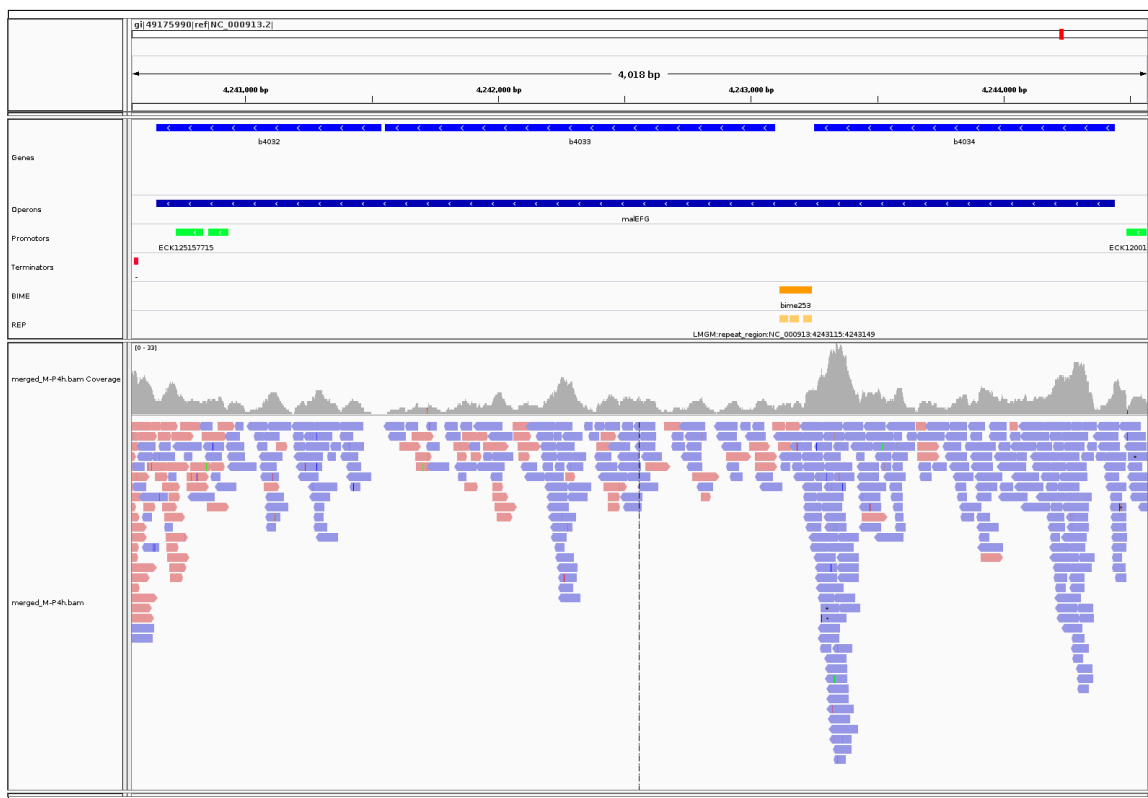 gi|49175990|ref|NC_000913.2|
4,018 bp
4,241,000 bp
4,242,000 bp
4,243,000 bp
4,244,000 bp
Genes
b4032
b4033
b4034
Operons
malEFG
Promotors
ECK125157715
ECK12001
Terminators
-
BIME
bime253
REP
LMGM:repeat_region:NC_000913:4243115:4243149
[0 - 33]
merged_M-P4h.bam Coverage
merged_M-P4h.bam